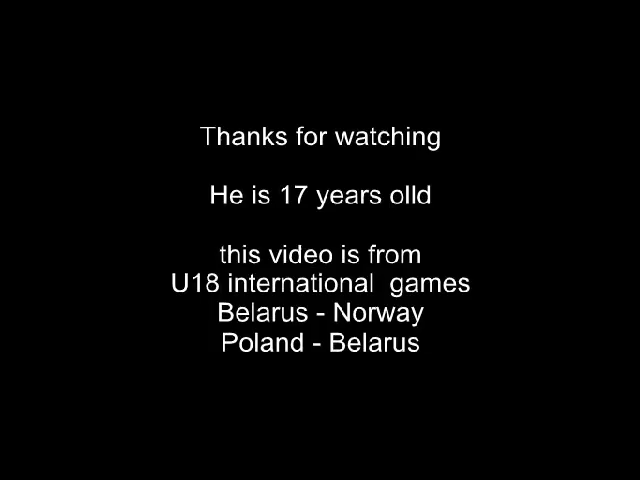 Thanks for watching
He is 17 years olld
this video is from
U18 international  games
Belarus - Norway
Poland - Belarus